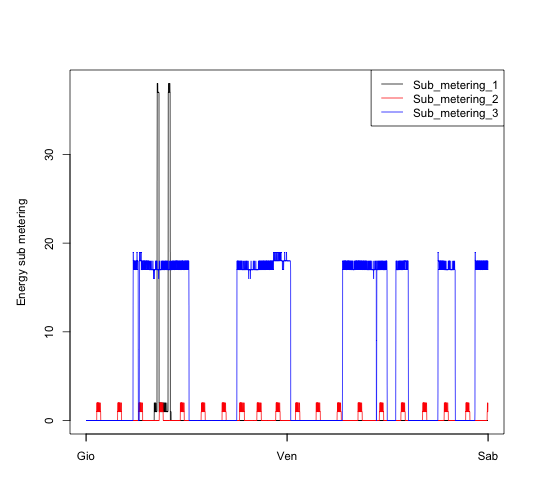 Sub_metering_1
Sub_metering_2
Sub_metering_3
Energy sub metering
30
20
10
0
Gio Ven Sab